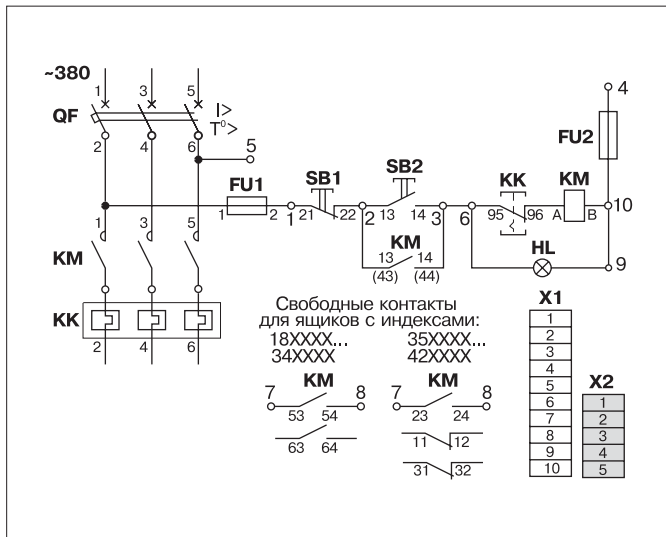 ~380
1 3 5
QF
I>
T°>
2 4 6
5
4
FU2
FU1
SB1
SB2
KK
KM
1 2 1 21 22 2 13 14 3 6 95 96 A B 10
1 3 5
KM
KM
13 14
(43) (44)
HL
9
KK
2 4 6
Свободные контакты
для ящиков с индексами:
18XXXX...
34XXXX
35XXXX...
42XXXX
KM
7 8
53 54
63 64
KM
7 8
23 24
11 12
31 32
X1
1
2
3
4
5
6
7
8
9
10
X2
1
2
3
4
5